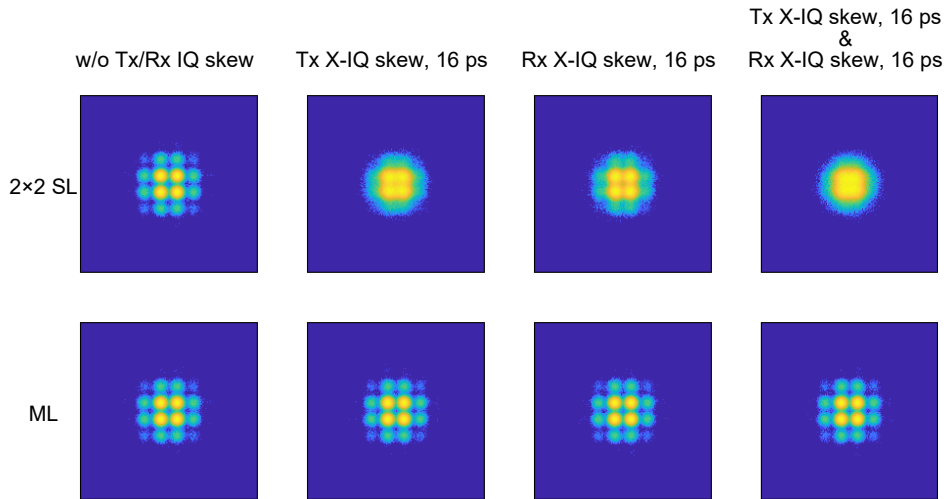 w/o Tx/Rx IQ skew
Tx X-IQ skew, 16 ps
Rx X-IQ skew, 16 ps
Tx X-IQ skew, 16 ps
&
Rx X-IQ skew, 16 ps
2×2 SL
ML